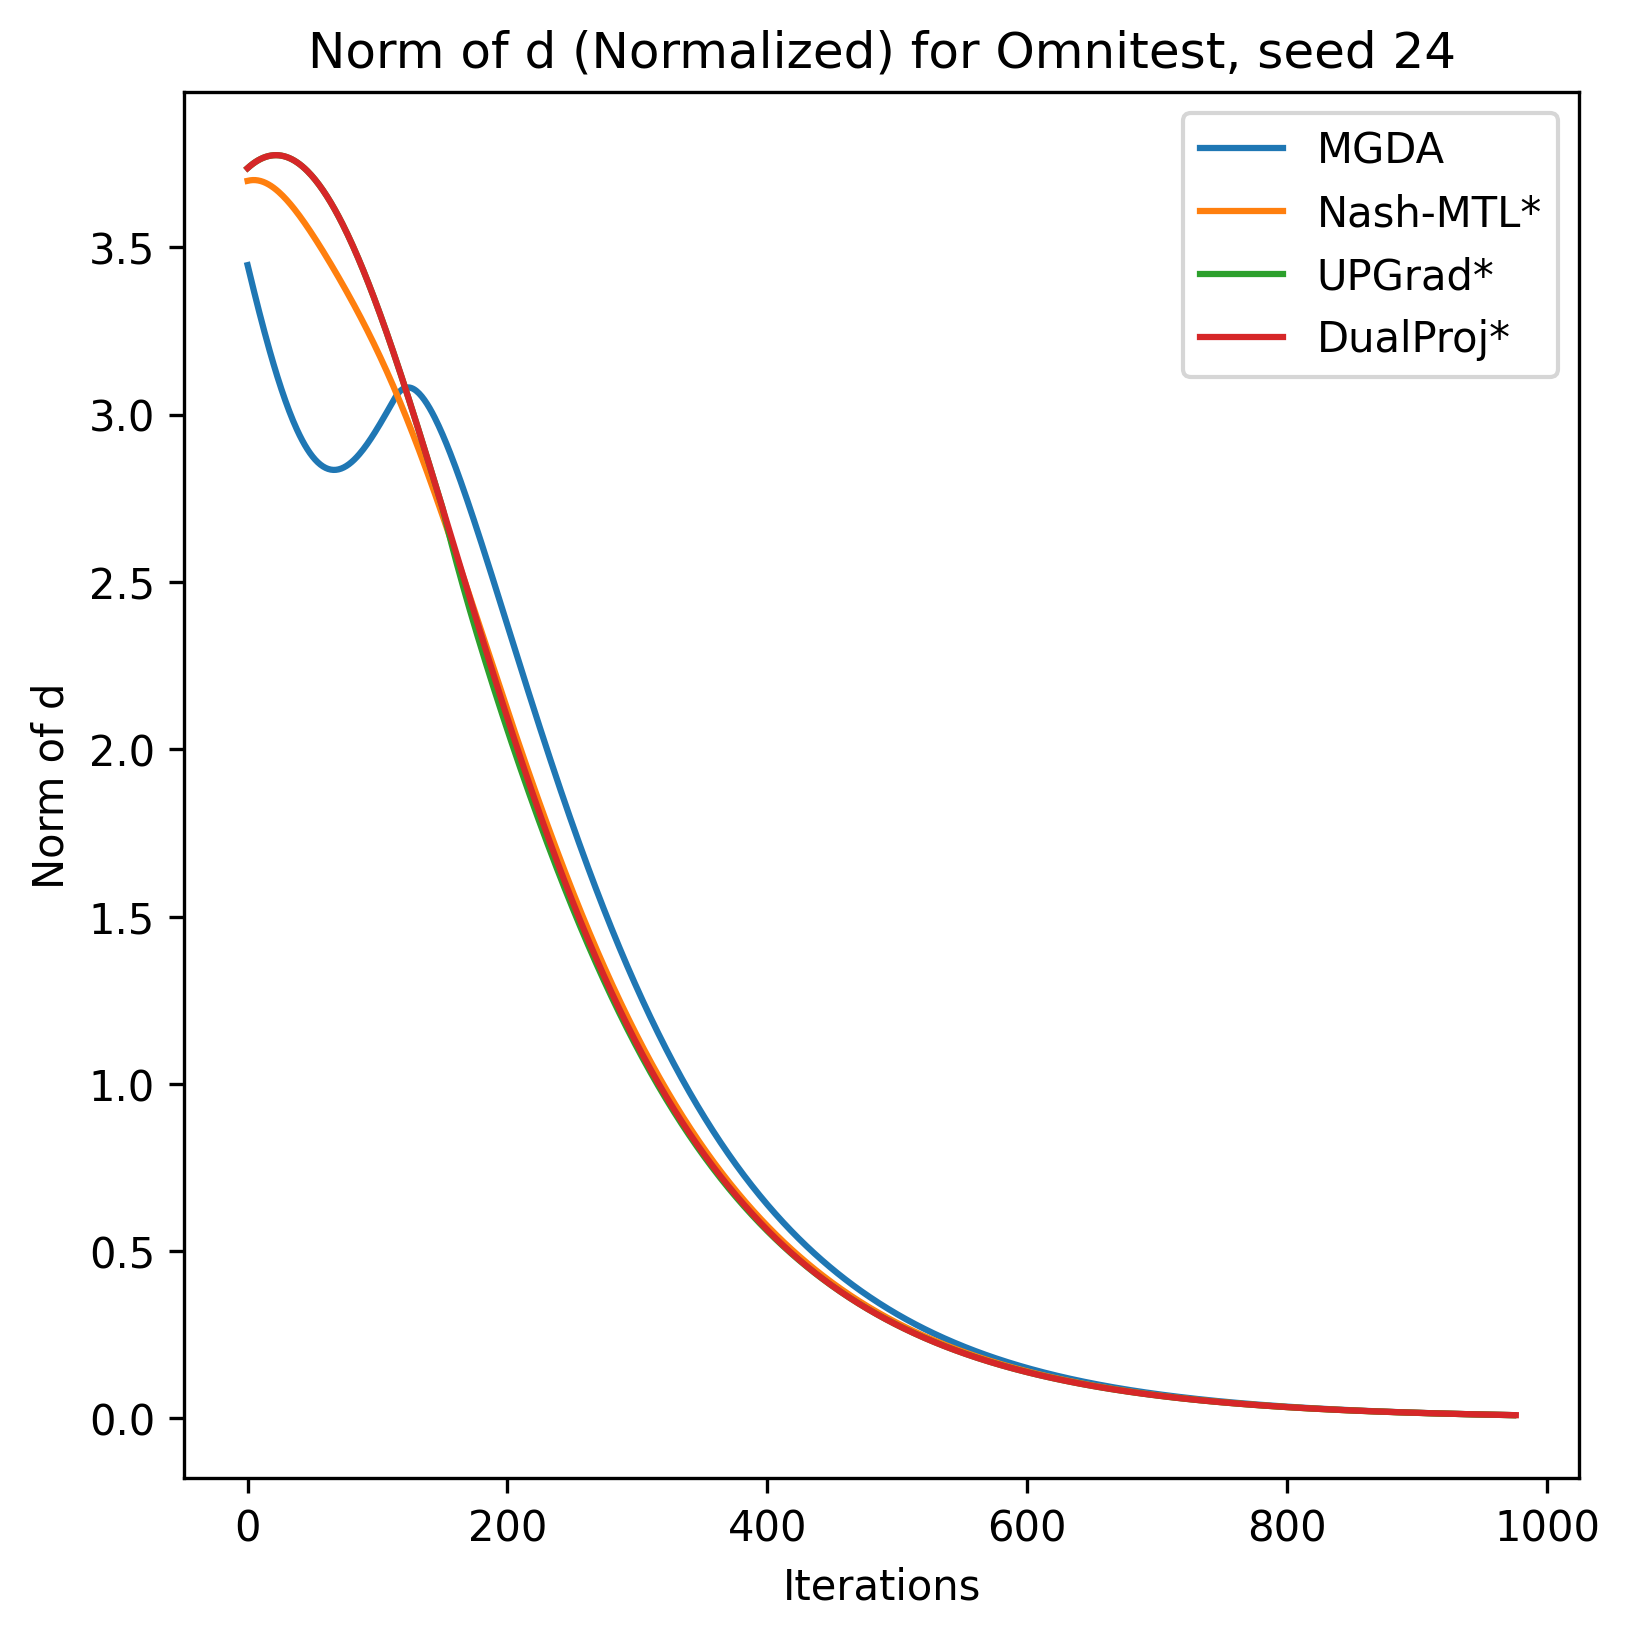 Norm of d (Normalized) for Omnitest, seed 24
MGDA
Nash-MTL*
UPGrad*
DualProj*
3.5
3.0
2.5
2.0
1.5
1.0
0.5
0.0
Norm of d
0 200 400 600 800 1000
Iterations